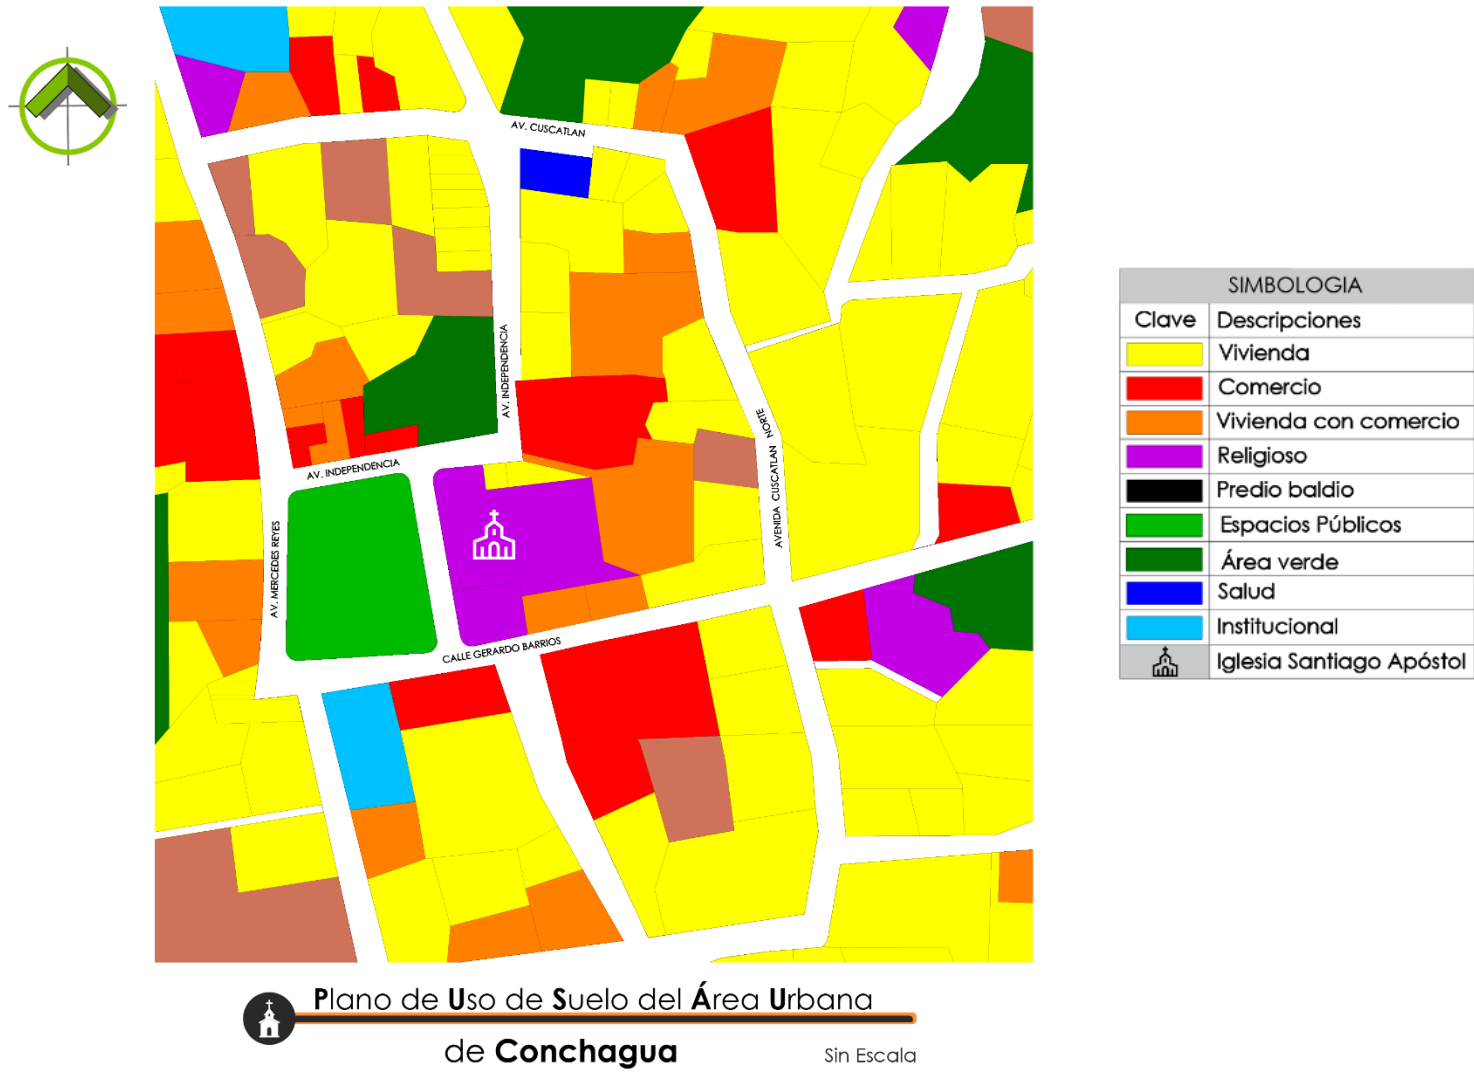 AV. CUSCATLAN
AV. INDEPENDENCIA
AVENIDA CUSCATLAN NORTE
AV. INDEPENDENCIA
AV. MERCEDES REYES
CALLE GERARDO BARRIOS
SIMBOLOGIA
Clave Descripciones
Vivienda
Comercio
Vivienda con comercio
Religioso
Predio baldio
Espacios Públicos
Área verde
Salud
Institucional
Iglesia Santiago Apóstol
Plano de Uso de Suelo del Área Urbana
de Conchagua
Sin Escala